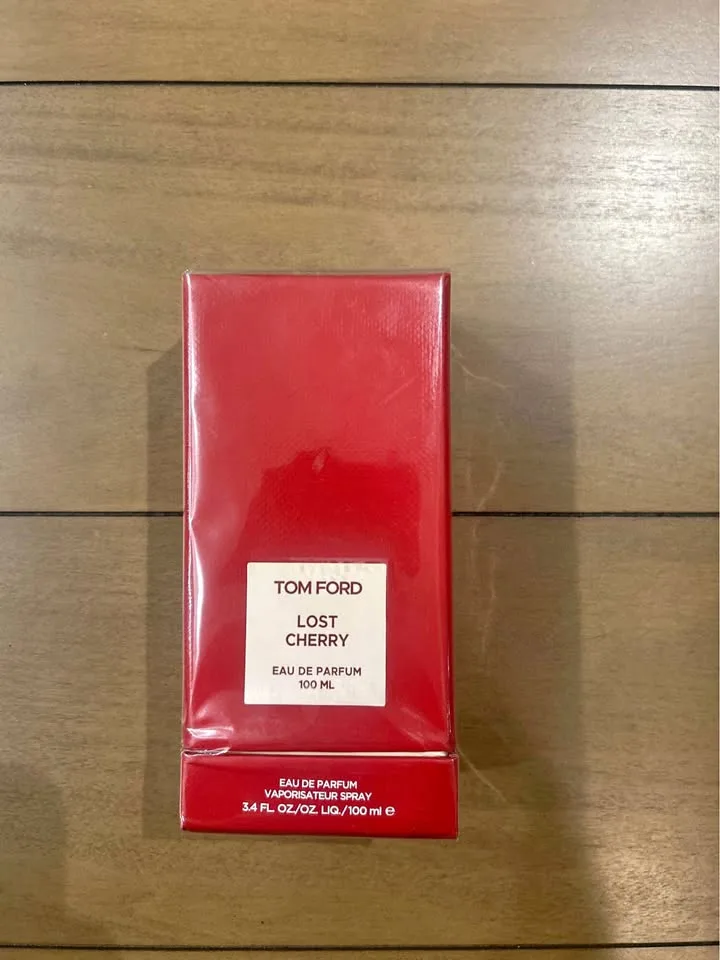 TOM FORD
LOST
CHERRY
EAU DE PARFUM
100 ML
EAU DE PARFUM
VAPORISATEUR SPRAY
3.4 FL. OZ./OZ. LIQ./100 ml ℮